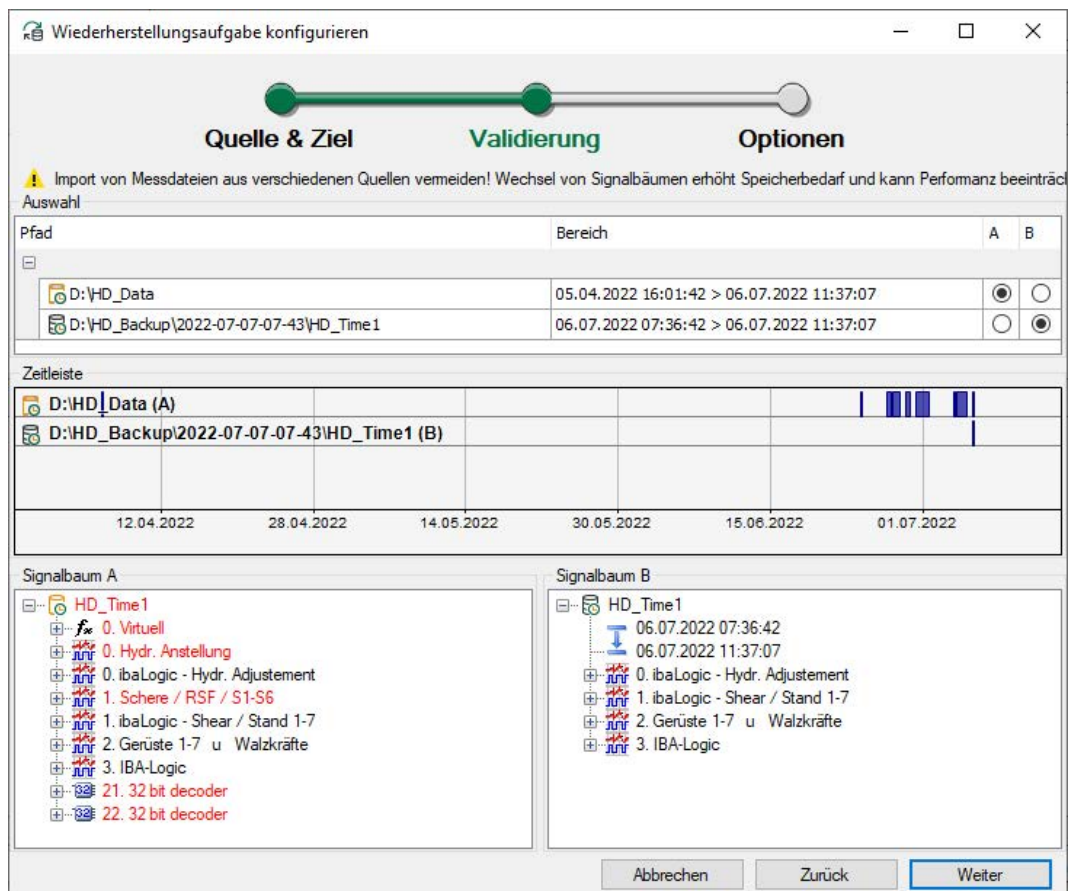 Wiederherstellungsaufgabe konfigurieren
Quelle & Ziel Validierung Optionen
Import von Messdateien aus verschiedenen Quellen vermeiden! Wechsel von Signalbäumen erhöht Speicherbedarf und kann Performanz beeinträc
Auswahl
Pfad Bereich A B
D:\HD_Data 05.04.2022 16:01:42 > 06.07.2022 11:37:07
D:\HD_Backup\2022-07-07-07-43\HD_Time1 06.07.2022 07:36:42 > 06.07.2022 11:37:07
Zeitleiste
D:\HD_Data (A)
D:\HD_Backup\2022-07-07-07-43\HD_Time1 (B)
12.04.2022 28.04.2022 14.05.2022 30.05.2022 15.06.2022 01.07.2022
Signalbaum A
HD_Time1
fx 0. Virtuell
0. Hydr. Anstellung
0. ibaLogic - Hydr. Adjustement
1. Schere / RSF / S1-S6
1. ibaLogic - Shear / Stand 1-7
2. Gerüste 1-7 u Walzkräfte
3. IBA-Logic
32 21. 32 bit decoder
32 22. 32 bit decoder
Signalbaum B
HD_Time1
06.07.2022 07:36:42
06.07.2022 11:37:07
0. ibaLogic - Hydr. Adjustement
1. ibaLogic - Shear / Stand 1-7
2. Gerüste 1-7 u Walzkräfte
3. IBA-Logic
Abbrechen Zurück Weiter